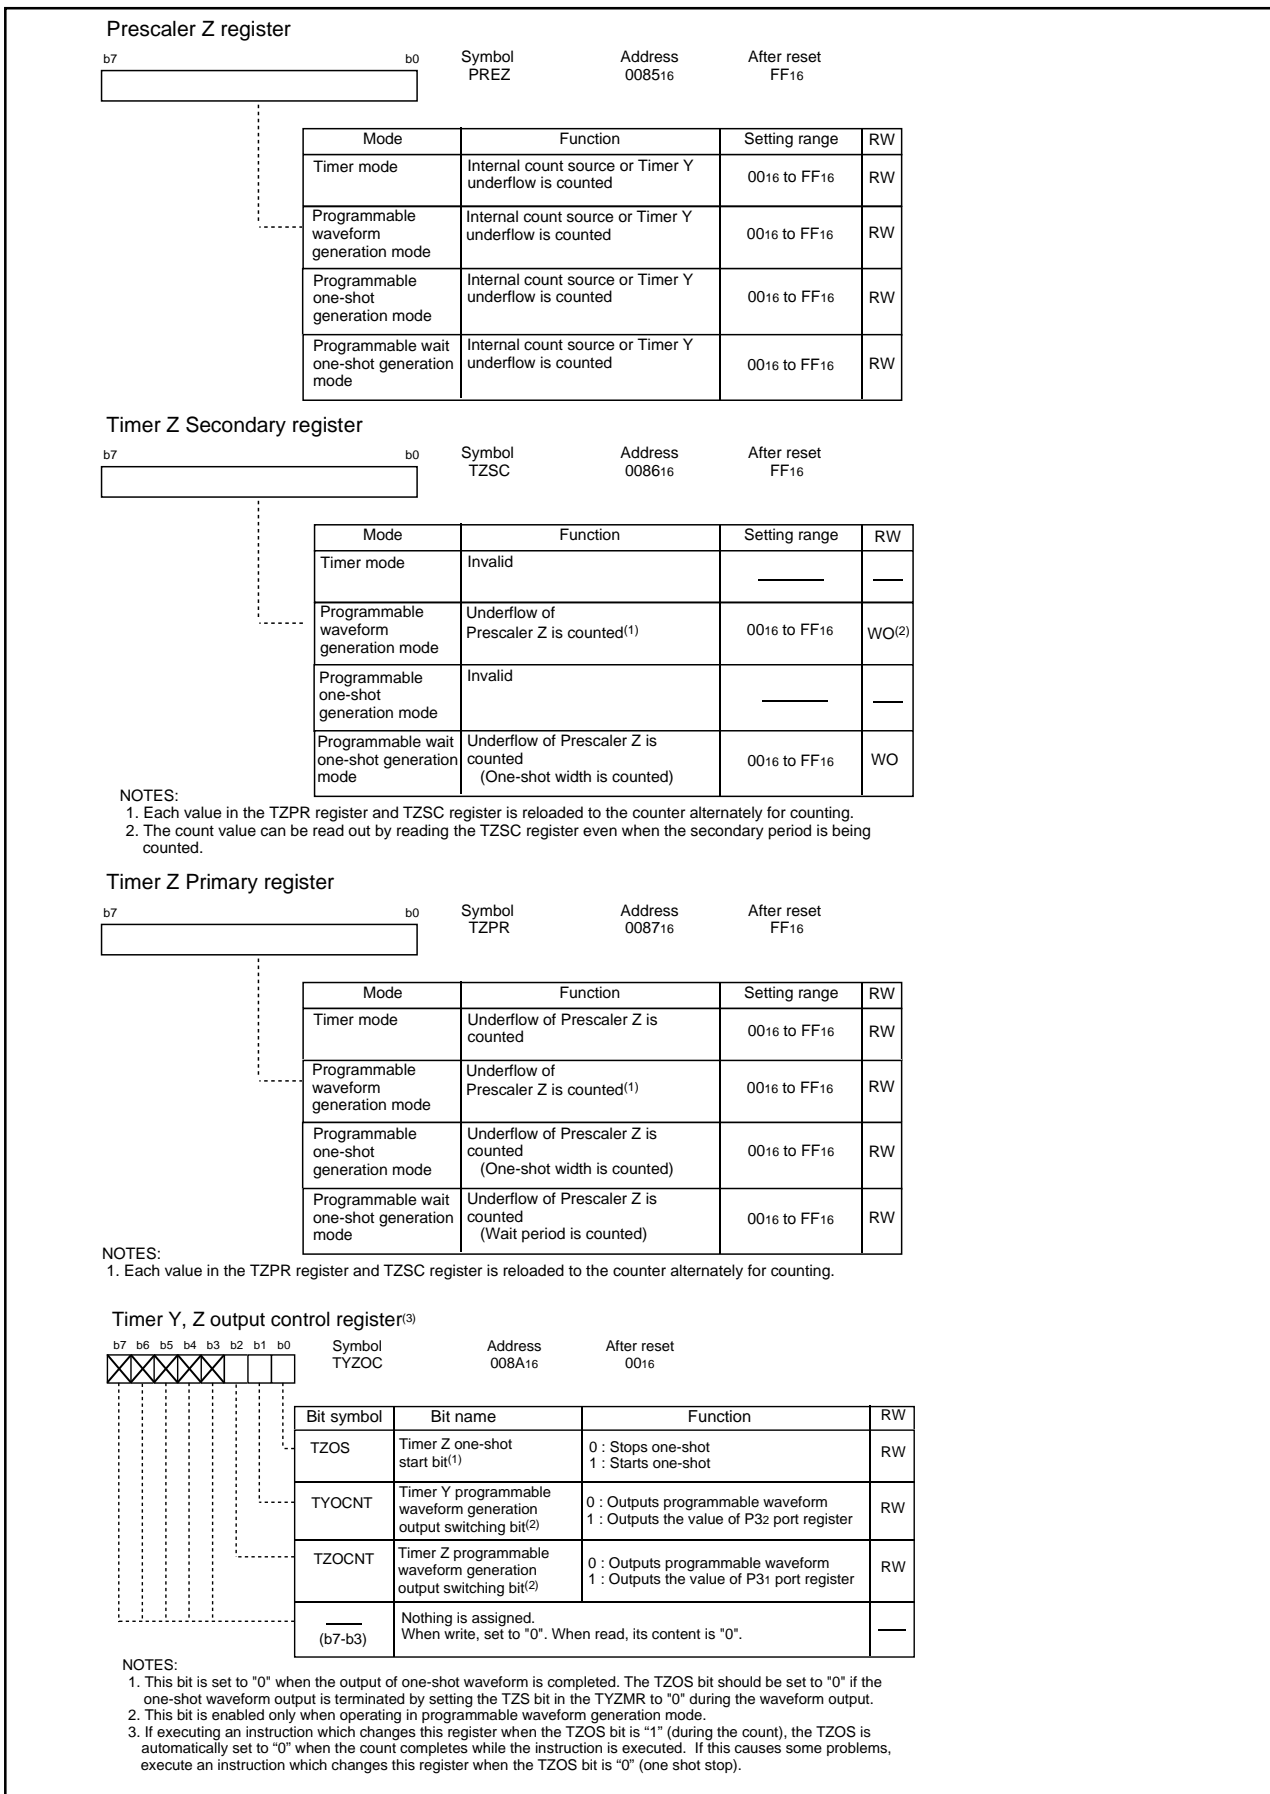 Prescaler Z register
b7 b0 Symbol Address After reset
PREZ 008516 FF16
Mode Function Setting range RW
Timer mode Internal count source or Timer Y
underflow is counted 0016 to FF16 RW
Programmable Internal count source or Timer Y
waveform underflow is counted 0016 to FF16 RW
generation mode
Programmable Internal count source or Timer Y
one-shot underflow is counted 0016 to FF16 RW
generation mode
Programmable wait Internal count source or Timer Y
one-shot generation underflow is counted 0016 to FF16 RW
mode
Timer Z Secondary register
b7 b0 Symbol Address After reset
TZSC 008616 FF16
Mode Function Setting range RW
Timer mode Invalid
Programmable Underflow of
waveform Prescaler Z is counted(1) 0016 to FF16 WO(2)
generation mode
Programmable Invalid
one-shot
generation mode
Programmable wait Underflow of Prescaler Z is
one-shot generation counted 0016 to FF16 WO
mode (One-shot width is counted)
NOTES:
1. Each value in the TZPR register and TZSC register is reloaded to the counter alternately for counting.
2. The count value can be read out by reading the TZSC register even when the secondary period is being
counted.
Timer Z Primary register
b7 b0 Symbol Address After reset
TZPR 008716 FF16
Mode Function Setting range RW
Timer mode Underflow of Prescaler Z is
counted 0016 to FF16 RW
Programmable Underflow of
waveform Prescaler Z is counted(1) 0016 to FF16 RW
generation mode
Programmable Underflow of Prescaler Z is
one-shot counted 0016 to FF16 RW
generation mode (One-shot width is counted)
Programmable wait Underflow of Prescaler Z is
one-shot generation counted 0016 to FF16 RW
mode (Wait period is counted)
NOTES:
1. Each value in the TZPR register and TZSC register is reloaded to the counter alternately for counting.
Timer Y, Z output control register(3)
b7 b6 b5 b4 b3 b2 b1 b0 Symbol Address After reset
TYZOC 008A16 0016
Bit symbol Bit name Function RW
TZOS Timer Z one-shot 0 : Stops one-shot RW
start bit(1) 1 : Starts one-shot
TYOCNT Timer Y programmable
waveform generation 0 : Outputs programmable waveform RW
output switching bit(2) 1 : Outputs the value of P32 port register
TZOCNT Timer Z programmable
waveform generation 0 : Outputs programmable waveform RW
output switching bit(2) 1 : Outputs the value of P31 port register
Nothing is assigned.
(b7-b3) When write, set to "0". When read, its content is "0".
NOTES:
1. This bit is set to "0" when the output of one-shot waveform is completed. The TZOS bit should be set to "0" if the
one-shot waveform output is terminated by setting the TZS bit in the TYZMR to "0" during the waveform output.
2. This bit is enabled only when operating in programmable waveform generation mode.
3. If executing an instruction which changes this register when the TZOS bit is “1” (during the count), the TZOS is
automatically set to “0” when the count completes while the instruction is executed. If this causes some problems,
execute an instruction which changes this register when the TZOS bit is “0” (one shot stop).